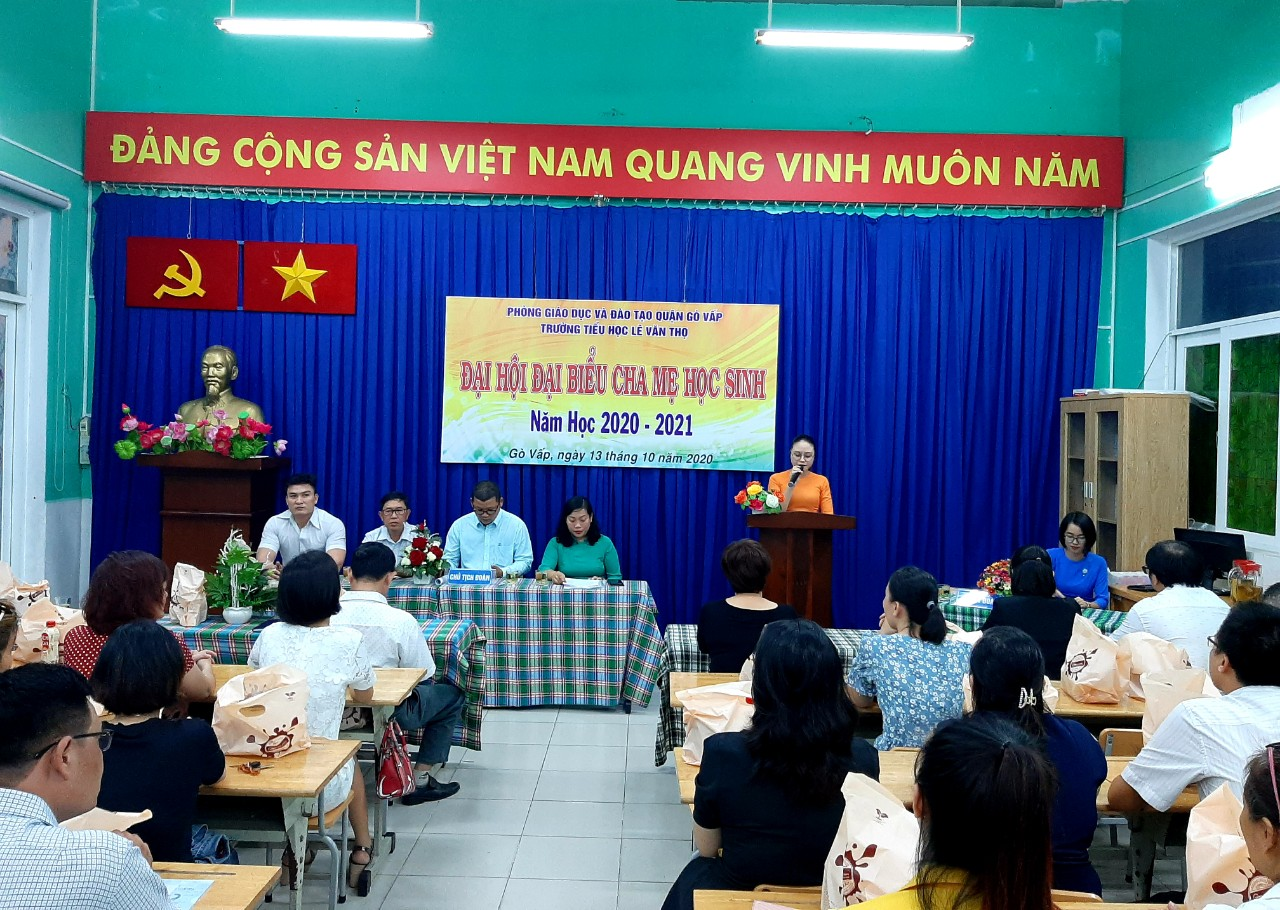 ĐẢNG CỘNG SẢN VIỆT NAM QUANG VINH MUÔN NĂM
PHÒNG GIÁO DỤC VÀ ĐÀO TẠO QUẬN GÒ VẤP
TRƯỜNG TIỂU HỌC LÊ VĂN THỌ
ĐẠI HỘI ĐẠI BIỂU CHA MẸ HỌC SINH
Năm Học 2020 - 2021
Gò Vấp, ngày 13 tháng 10 năm 2020
CHỦ TỊCH ĐOÀN